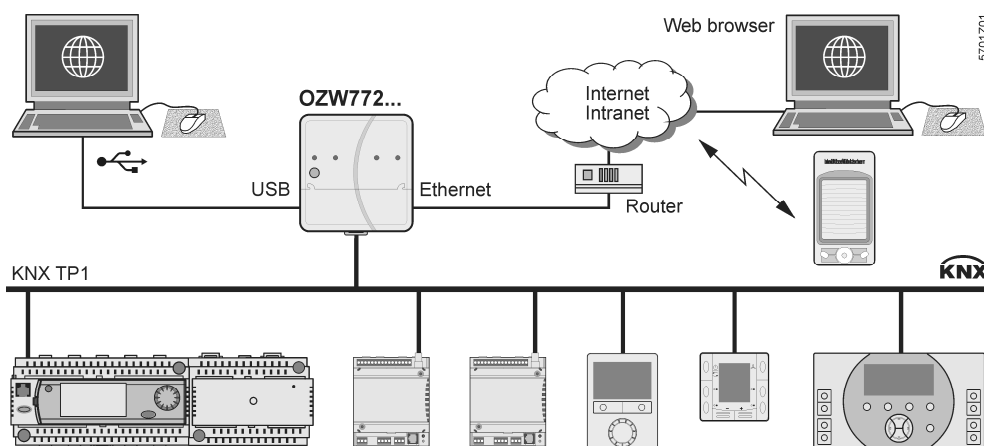 Web browser
5701Z01
OZW772...
Internet
Intranet
USB
Ethernet
Router
KNX TP1
KNX